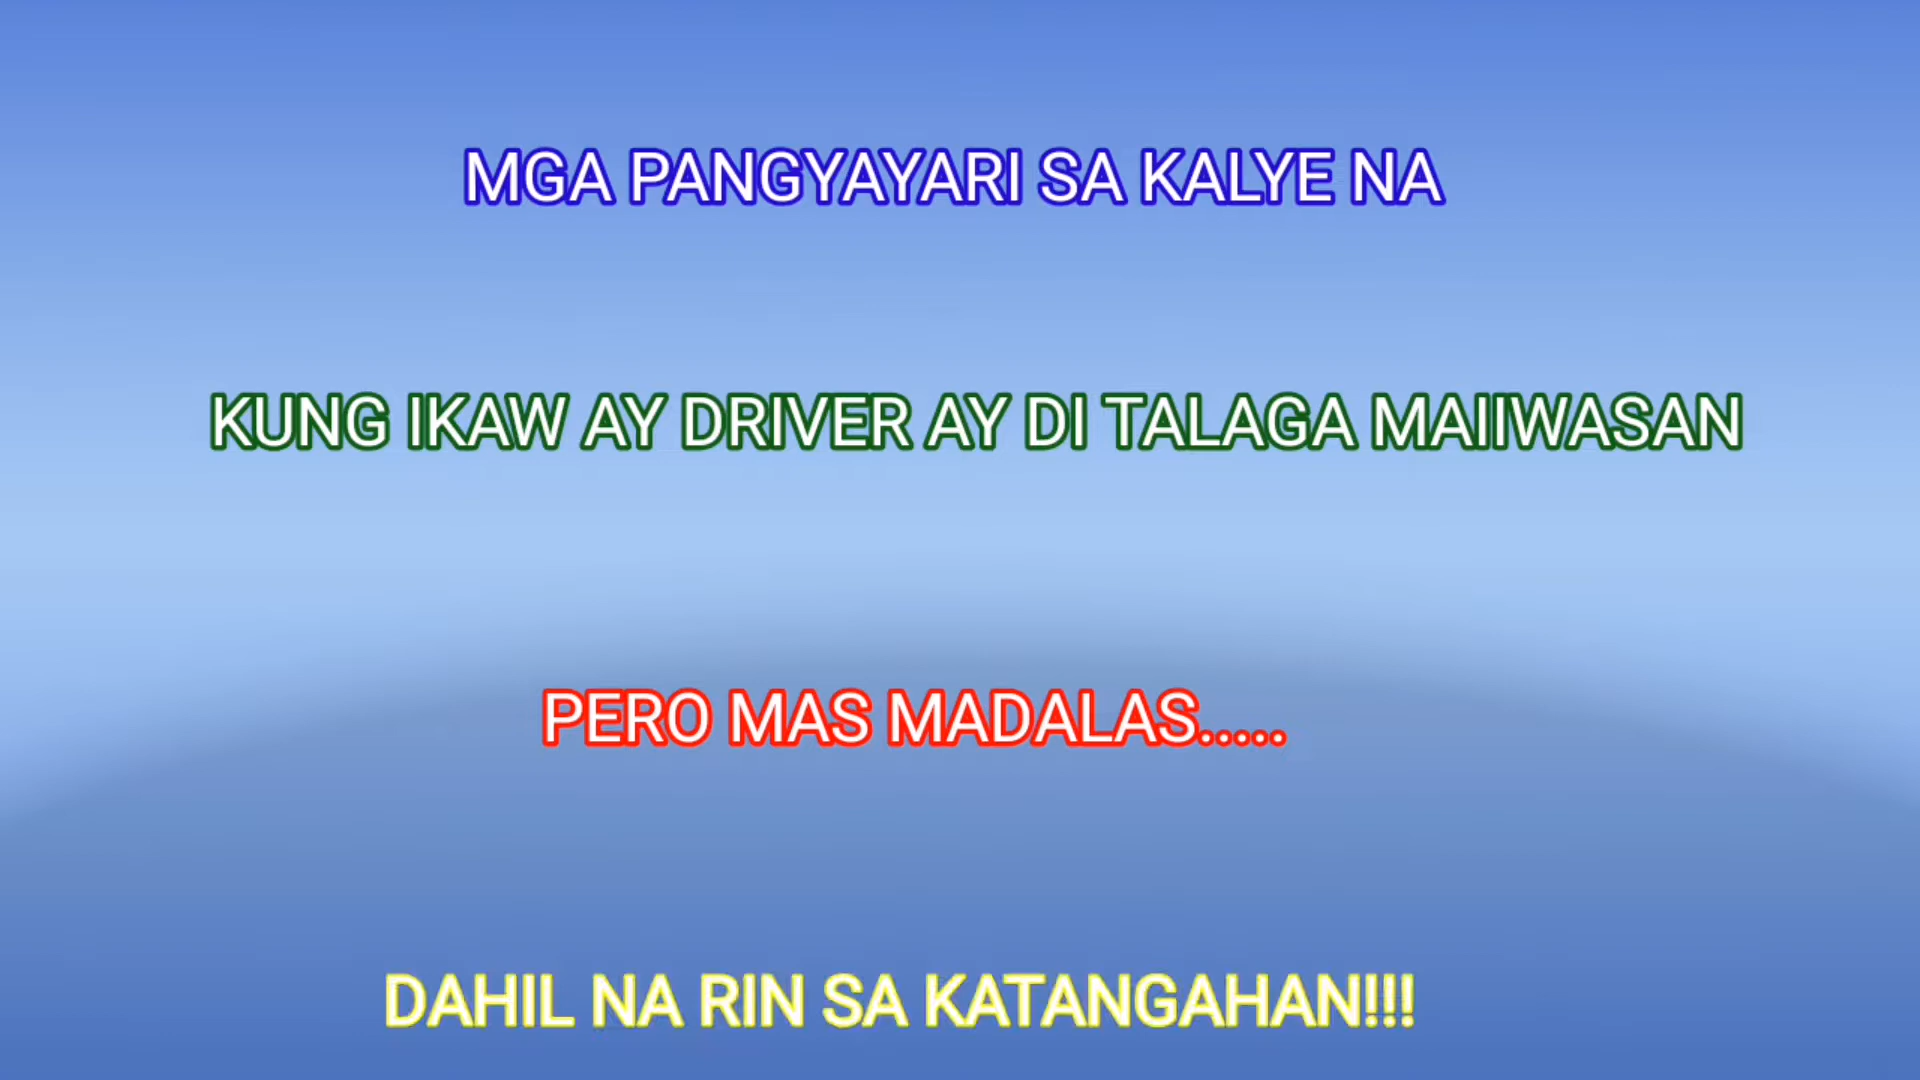 MGA PANGYAYARI SA KALYE NA
KUNG IKAW AY DRIVER AY DI TALAGA MAIIWASAN
PERO MAS MADALAS.....
DAHIL NA RIN SA KATANGAHAN!!!